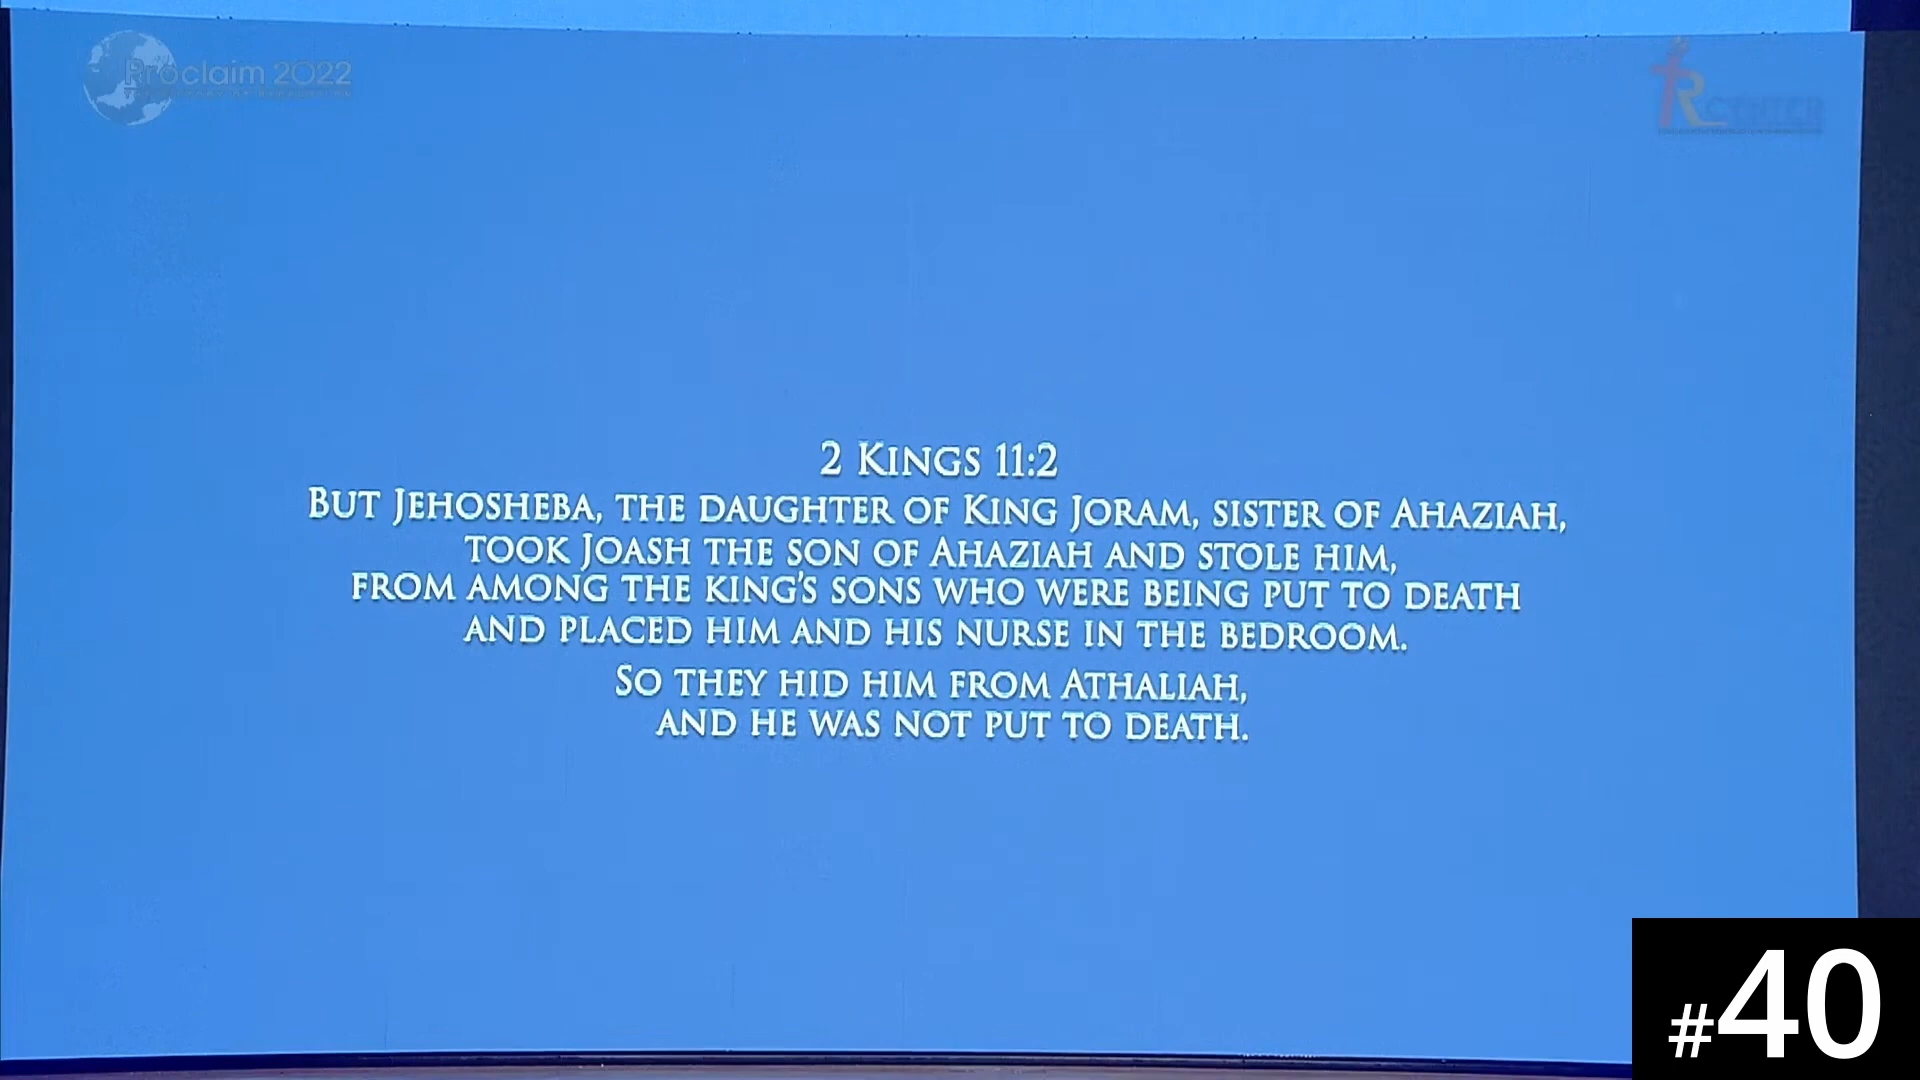 Proclaim 2022
2 Kings 11:2
But Jehosheba, the daughter of King Joram, sister of Ahaziah,
took Joash the son of Ahaziah and stole him,
from among the king's sons who were being put to death
and placed him and his nurse in the bedroom.
So they hid him from Athaliah,
and he was not put to death.
#40